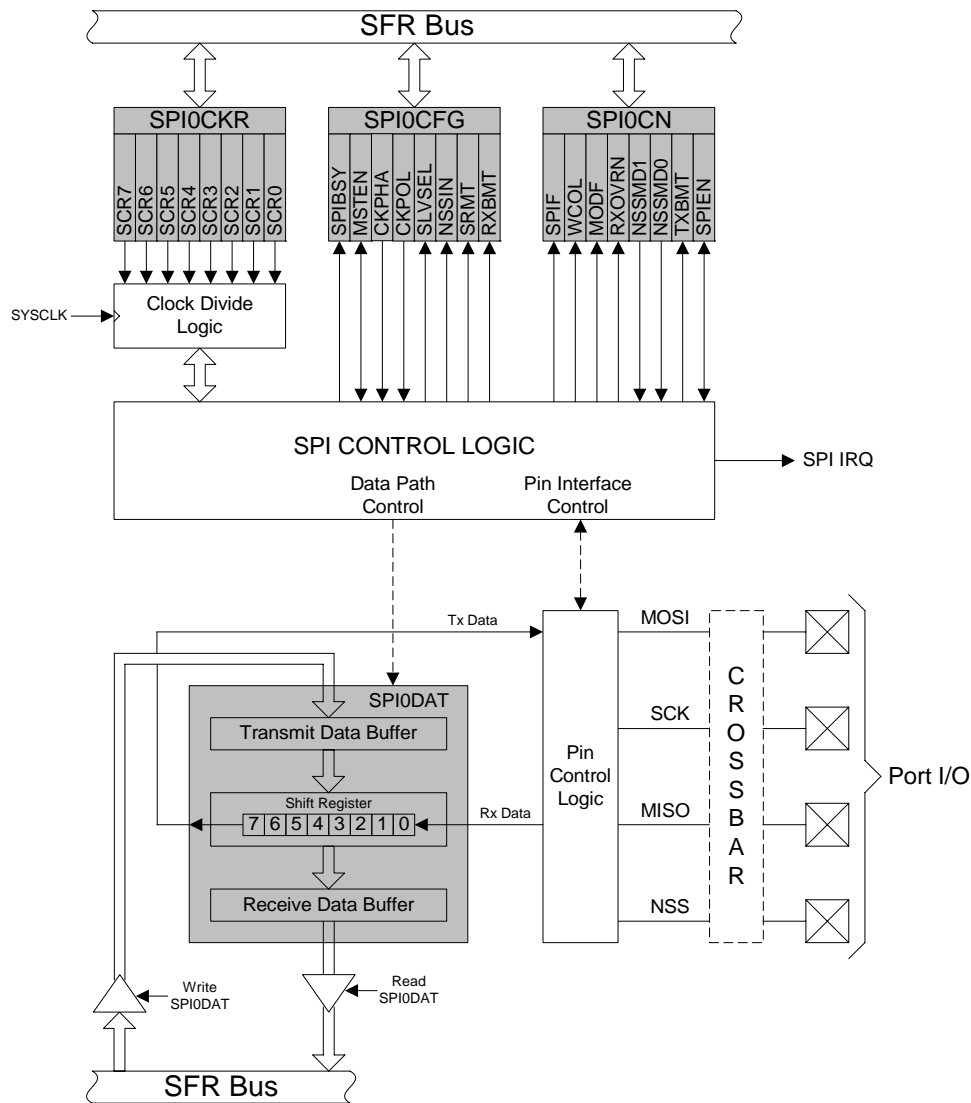 SFR Bus
SPI0CKR
SCR7
SCR6
SCR5
SCR4
SCR3
SCR2
SCR1
SCR0
SPI0CFG
SPIBSY
MSTEN
CKPHA
CKPOL
SLVSEL
NSSIN
SRMT
RXBMT
SPI0CN
SPIF
WCOL
MODF
RXOVRN
NSSMD1
NSSMD0
TXBMT
SPIEN
SYSCLK
Clock Divide
Logic
SPI CONTROL LOGIC
Data Path
Control
Pin Interface
Control
SPI IRQ
Tx Data
SPI0DAT
Transmit Data Buffer
Shift Register
7 6 5 4 3 2 1 0
Rx Data
Receive Data Buffer
Pin
Control
Logic
MOSI
SCK
MISO
NSS
CROSSBAR
Port I/O
Write
SPI0DAT
Read
SPI0DAT
SFR Bus